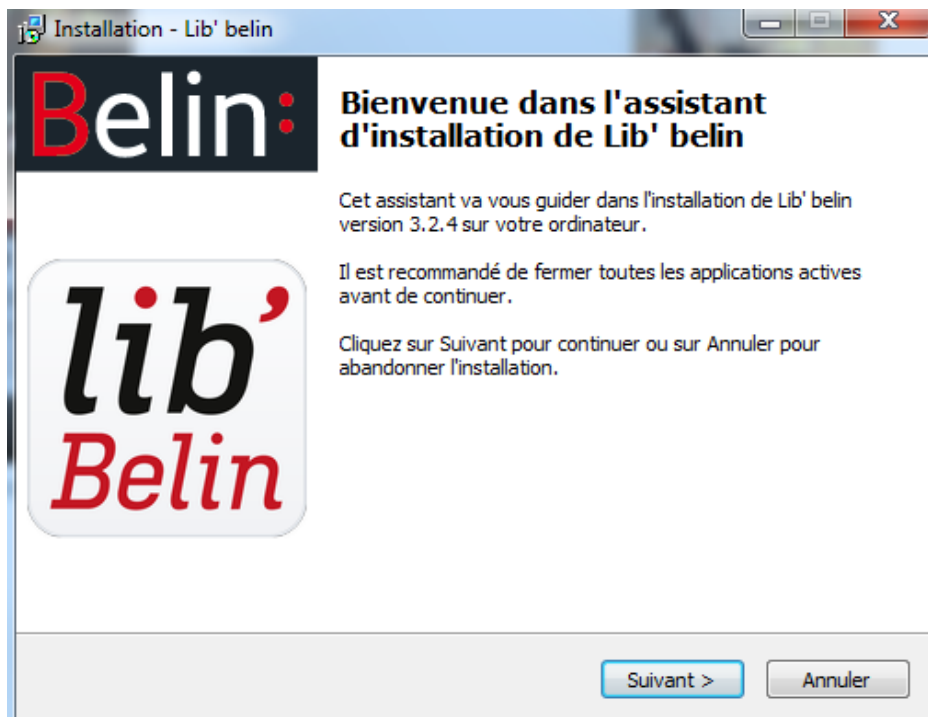 Installation - Lib' belin
Belin:
Bienvenue dans l'assistant
d'installation de Lib' belin
Cet assistant va vous guider dans l'installation de Lib' belin
version 3.2.4 sur votre ordinateur.
Il est recommandé de fermer toutes les applications actives
avant de continuer.
Cliquez sur Suivant pour continuer ou sur Annuler pour
abandonner l'installation.
lib’
Belin
Suivant >
Annuler